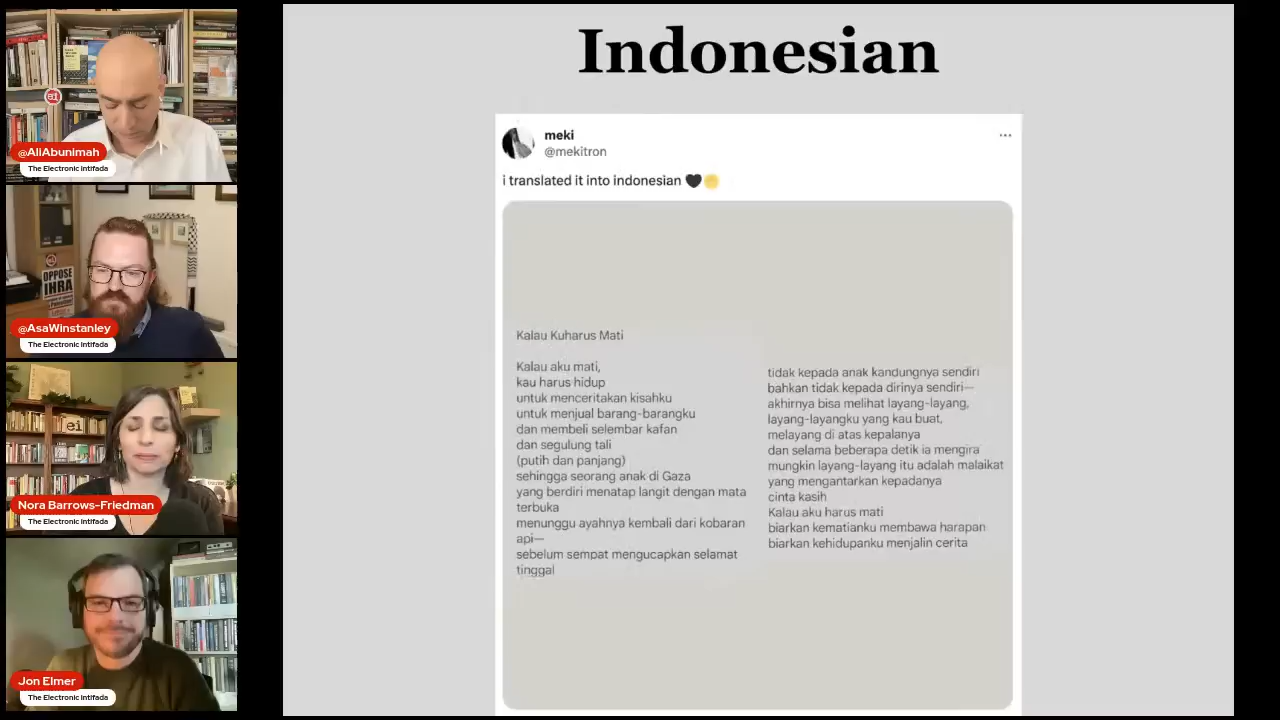 @AliAbunimah
The Electronic Intifada
OPPOSE
IHRA
@AsaWinstanley
The Electronic Intifada
ei
Nora Barrows-Friedman
The Electronic Intifada
Jon Elmer
The Electronic Intifada
Indonesian
meki
@mekitron
i translated it into indonesian 🖤🟡
Kalau Kuharus Mati
Kalau aku mati,
kau harus hidup
untuk menceritakan kisahku
untuk menjual barang-barangku
dan membeli selembar kafan
dan segulung tali
(putih dan panjang)
sehingga seorang anak di Gaza
yang berdiri menatap langit dengan mata
terbuka
menunggu ayahnya kembali dari kobaran
api—
sebelum sempat mengucapkan selamat
tinggal
tidak kepada anak kandungnya sendiri
bahkan tidak kepada dirinya sendiri—
akhirnya bisa melihat layang-layang,
layang-layangku yang kau buat,
melayang di atas kepalanya
dan selama beberapa detik ia mengira
mungkin layang-layang itu adalah malaikat
yang mengantarkan kepadanya
cinta kasih
Kalau aku harus mati
biarkan kematianku membawa harapan
biarkan kehidupanku menjalin cerita